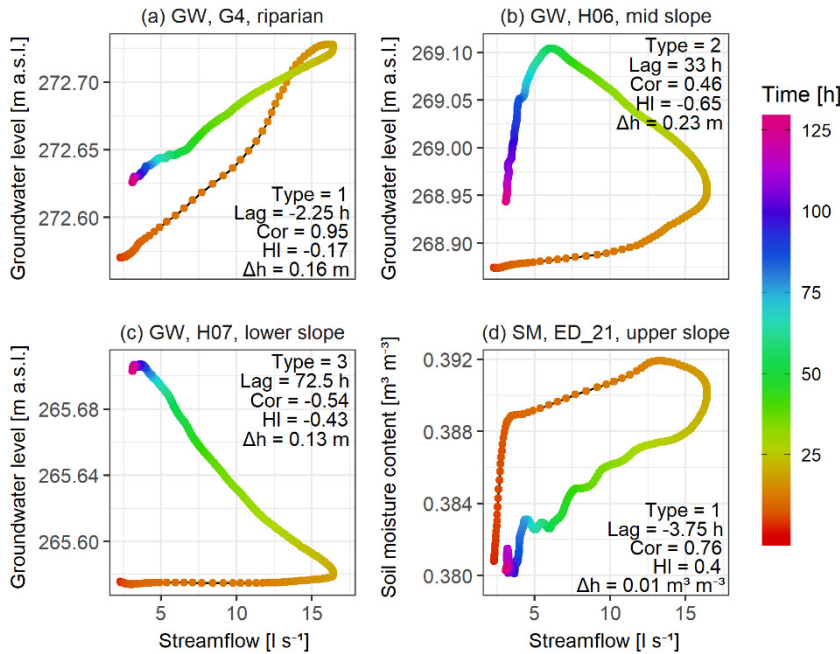 (a) GW, G4, riparian
Groundwater level [m a.s.l.]
272.70
272.65
272.60
Type = 1
Lag = -2.25 h
Cor = 0.95
HI = -0.17
Δh = 0.16 m
(b) GW, H06, mid slope
Groundwater level [m a.s.l.]
269.10
269.05
269.00
268.95
268.90
Type = 2
Lag = 33 h
Cor = 0.46
HI = -0.65
Δh = 0.23 m
Time [h]
125
100
75
50
25
(c) GW, H07, lower slope
Groundwater level [m a.s.l.]
265.68
265.64
265.60
Type = 3
Lag = 72.5 h
Cor = -0.54
HI = -0.43
Δh = 0.13 m
5 10 15
Streamflow [l s⁻¹]
(d) SM, ED_21, upper slope
Soil moisture content [m³ m⁻³]
0.392
0.388
0.384
0.380
Type = 1
Lag = -3.75 h
Cor = 0.76
HI = 0.4
Δh = 0.01 m³ m⁻³
5 10 15
Streamflow [l s⁻¹]